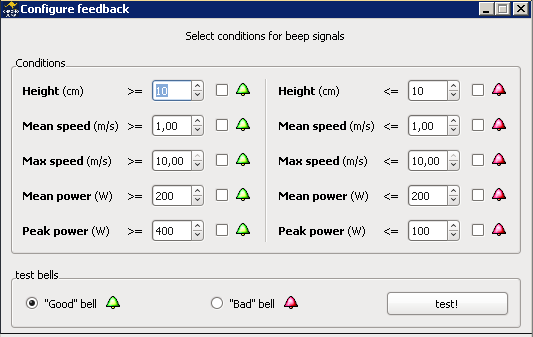 Configure feedback
Select conditions for beep signals
Conditions
Height (cm) >= 10 Height (cm) <= 10
Mean speed (m/s) >= 1,00 Mean speed (m/s) <= 1,00
Max speed (m/s) >= 10,00 Max speed (m/s) <= 10,00
Mean power (W) >= 200 Mean power (W) <= 200
Peak power (W) >= 400 Peak power (W) <= 100
test bells
"Good" bell "Bad" bell test!